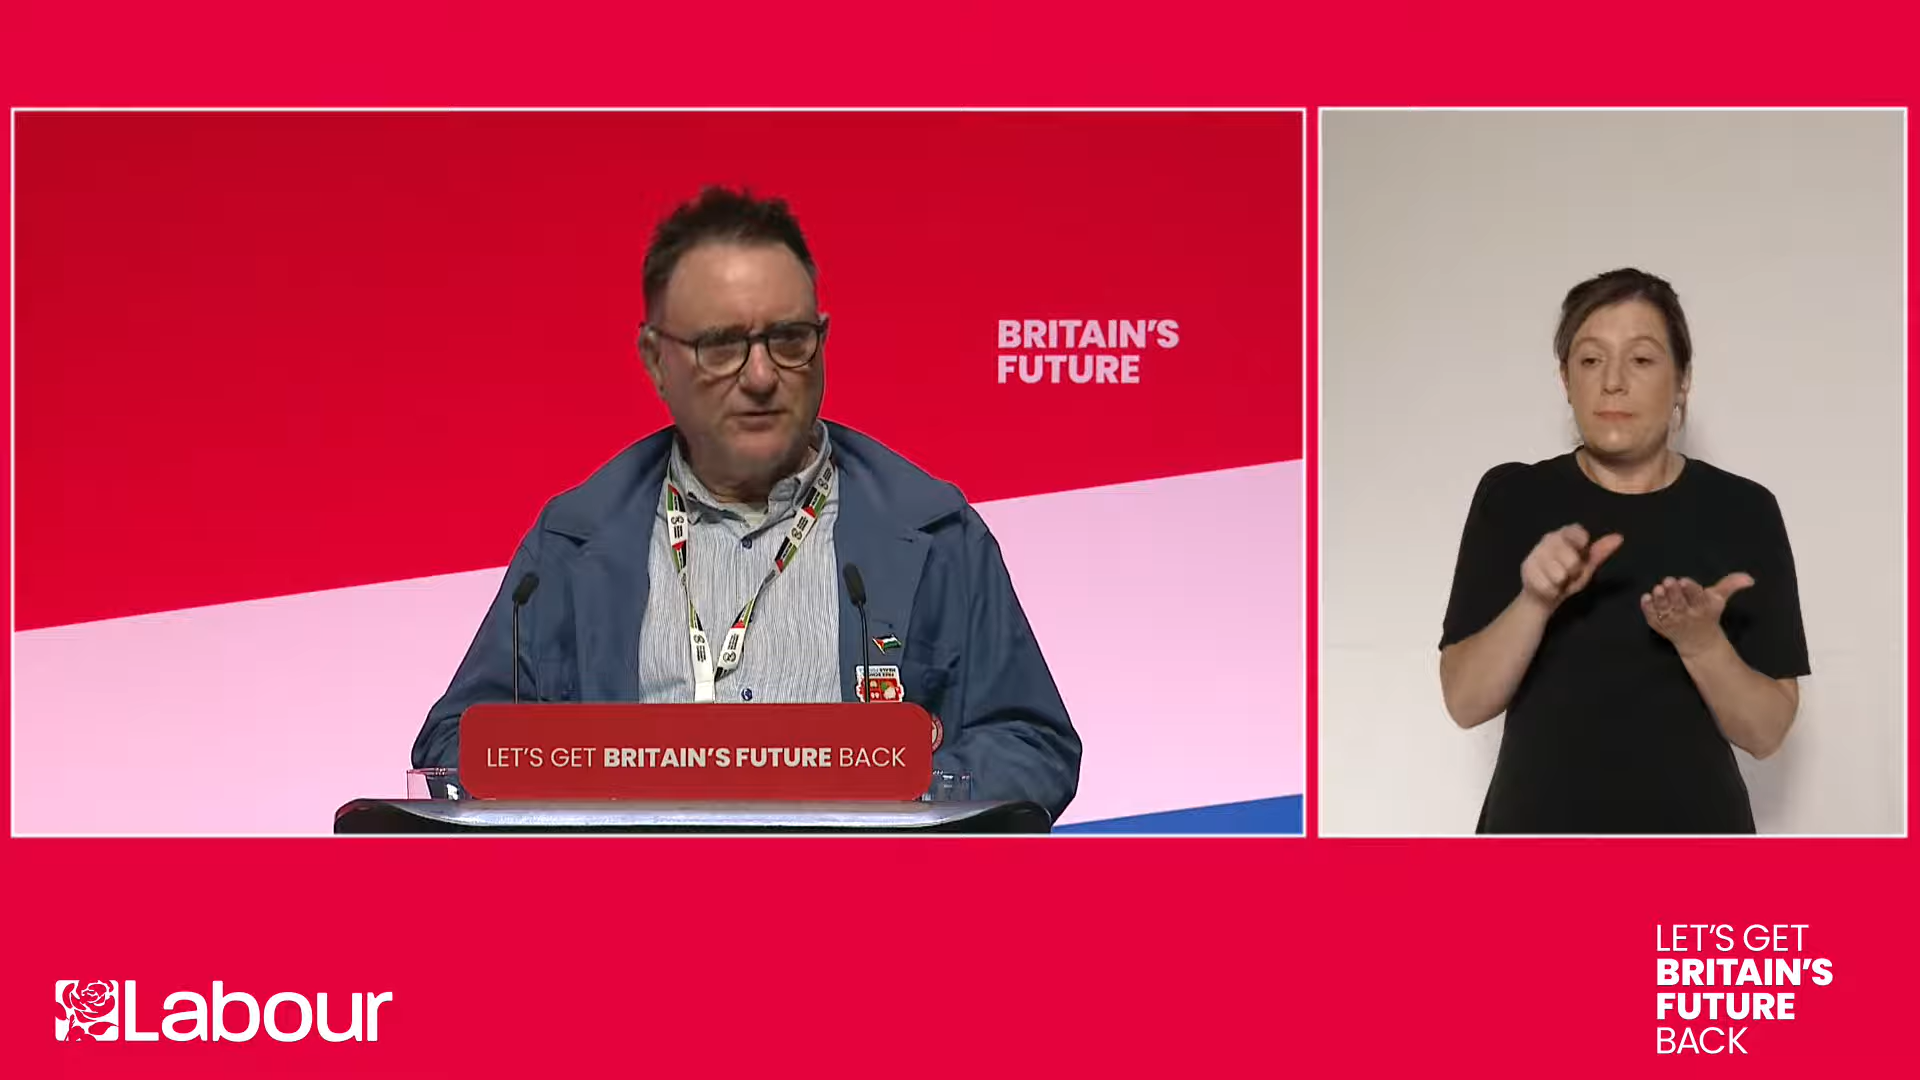 BRITAIN'S
FUTURE
LET'S GET BRITAIN'S FUTURE BACK
Labour
LET'S GET
BRITAIN'S
FUTURE
BACK